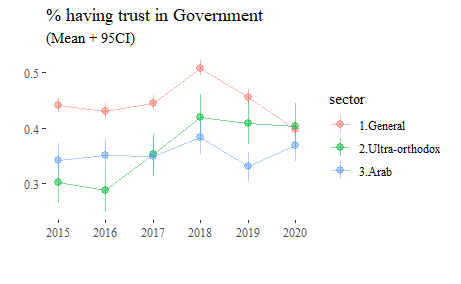 % having trust in Government
(Mean + 95CI)
0.5
0.4
0.3
2015 2016 2017 2018 2019 2020
sector
1.General
2.Ultra-orthodox
3.Arab